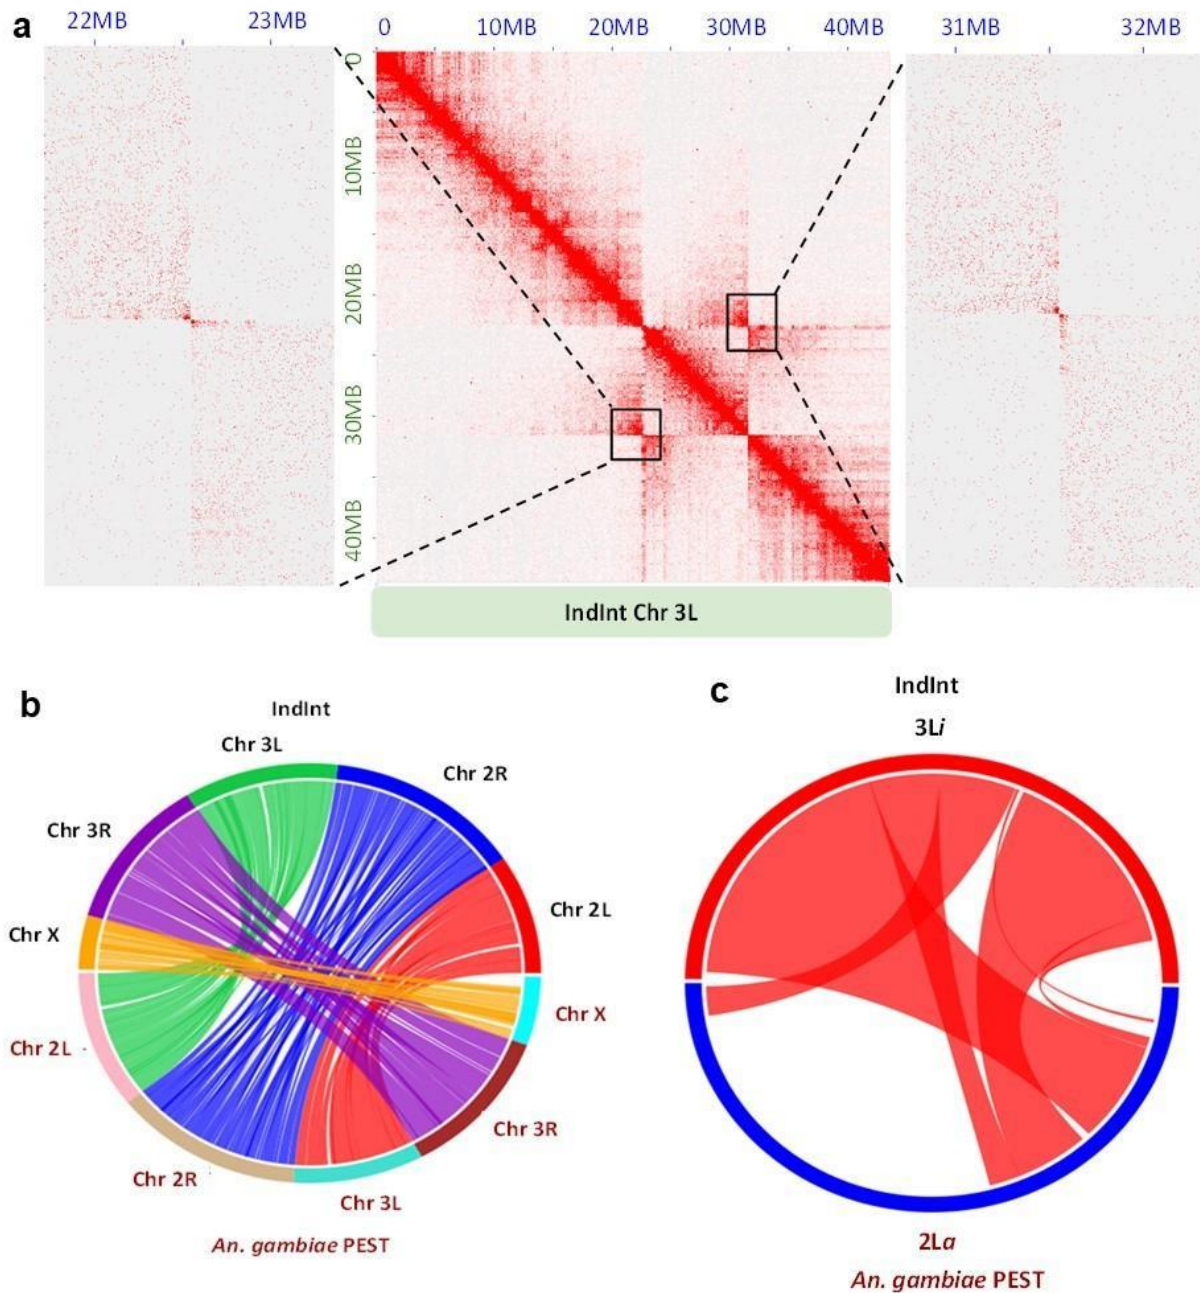 a
22MB 23MB
0 10MB 20MB 30MB 40MB
31MB 32MB
0
10MB
20MB
30MB
40MB
IndInt Chr 3L
b
IndInt
Chr 3L
Chr 2R
Chr 3R
Chr 2L
Chr X
Chr X
Chr 2L
Chr 3R
Chr 2R
Chr 3L
An. gambiae PEST
c
IndInt
3Li
2La
An. gambiae PEST